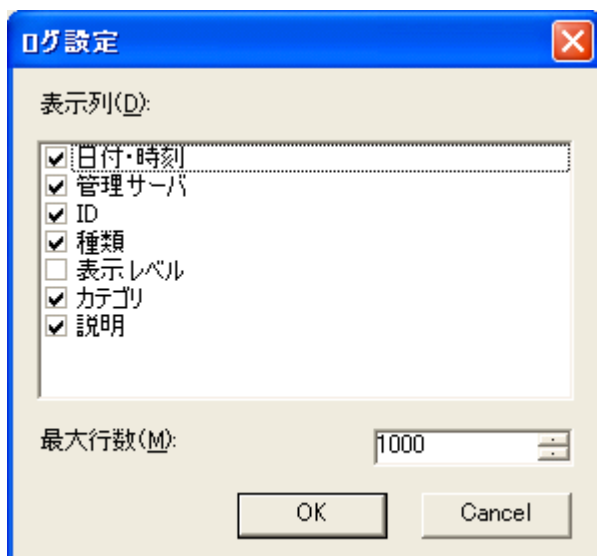 ログ設定
表示列(D):
日付・時刻
管理サーバ
ID
種類
表示レベル
カテゴリ
説明
最大行数(M):
1000
OK
Cancel